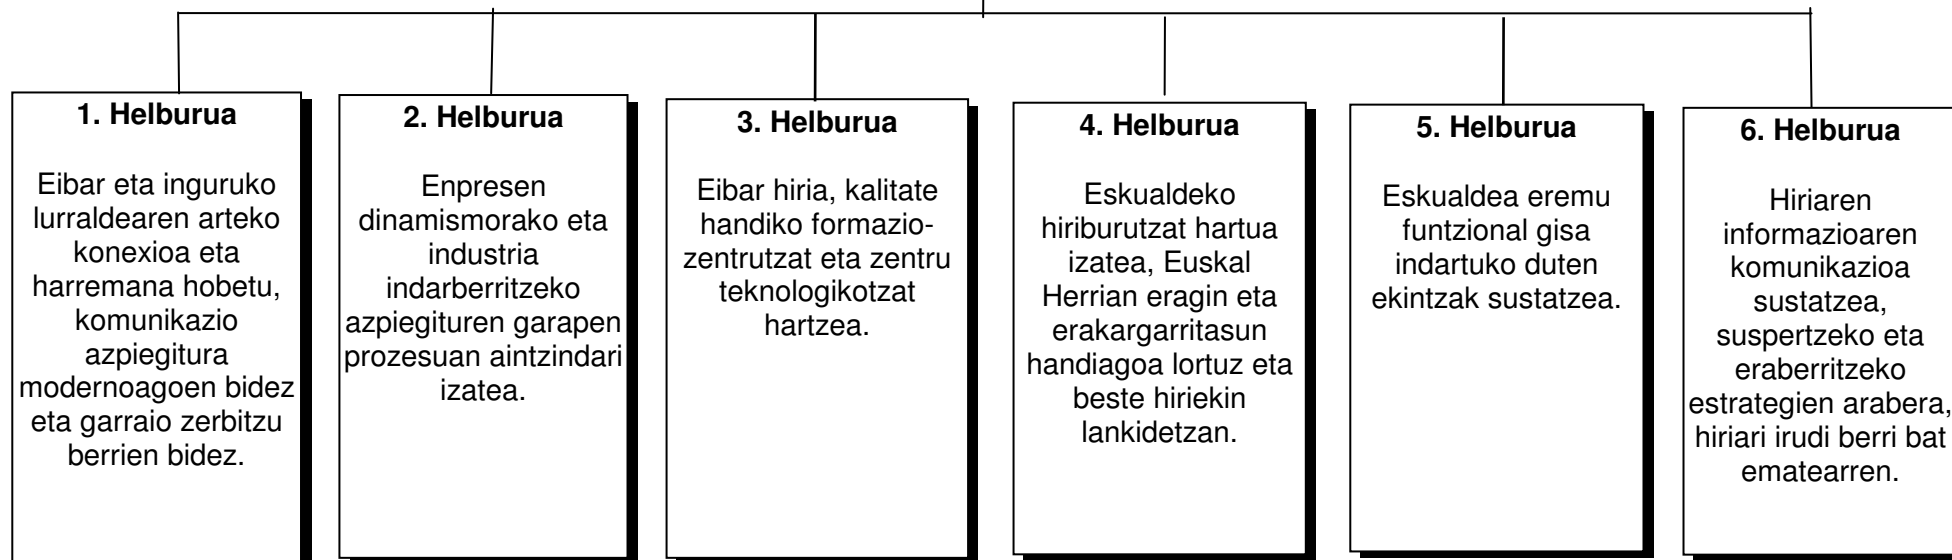 1. Helburua
Eibar eta inguruko
lurraldearen arteko
konexioa eta
harremana hobetu,
komunikazio
azpiegitura
modernoagoen bidez
eta garraio zerbitzu
berrien bidez.
2. Helburua
Enpresen
dinamismorako eta
industria
indarberritzeko
azpiegituren garapen
prozesuan aintzindari
izatea.
3. Helburua
Eibar hiria, kalitate
handiko formazio-
zentrutzat eta zentru
teknologikotzat
hartzea.
4. Helburua
Eskualdeko
hiriburutzat hartua
izatea, Euskal
Herrian eragin eta
erakargarritasun
handiagoa lortuz eta
beste hiriekin
lankidetzan.
5. Helburua
Eskualdea eremu
funtzional gisa
indartuko duten
ekintzak sustatzea.
6. Helburua
Hiriaren
informazioaren
komunikazioa
sustatzea,
suspertzeko eta
eraberritzeko
estrategien arabera,
hiriari irudi berri bat
ematearren.